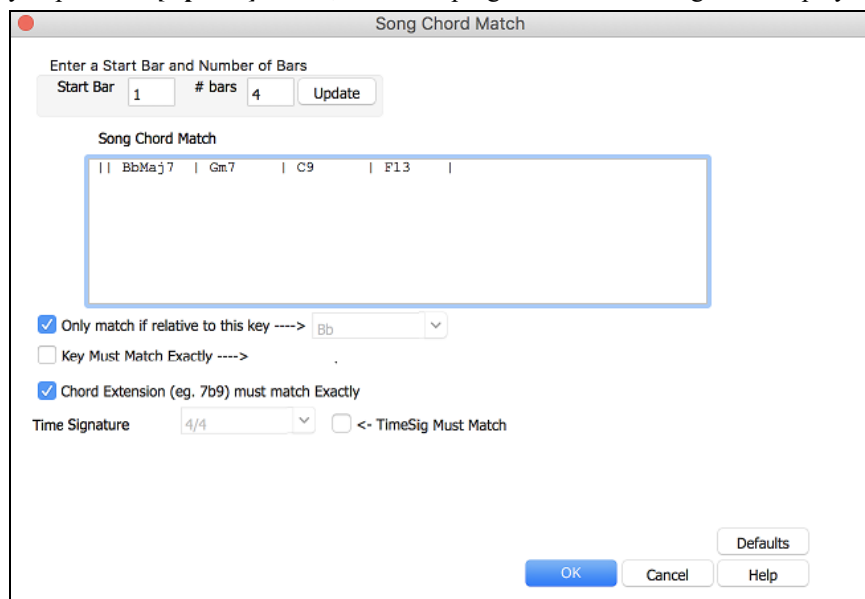 Song Chord Match
Enter a Start Bar and Number of Bars
Start Bar 1 # bars 4 Update
Song Chord Match
|| BbMaj7 | Gm7 | C9 | F13 |
Only match if relative to this key ----> Bb
Key Must Match Exactly ----> .
Chord Extension (eg. 7b9) must match Exactly
Time Signature 4/4 <- TimeSig Must Match
Defaults
OK Cancel Help